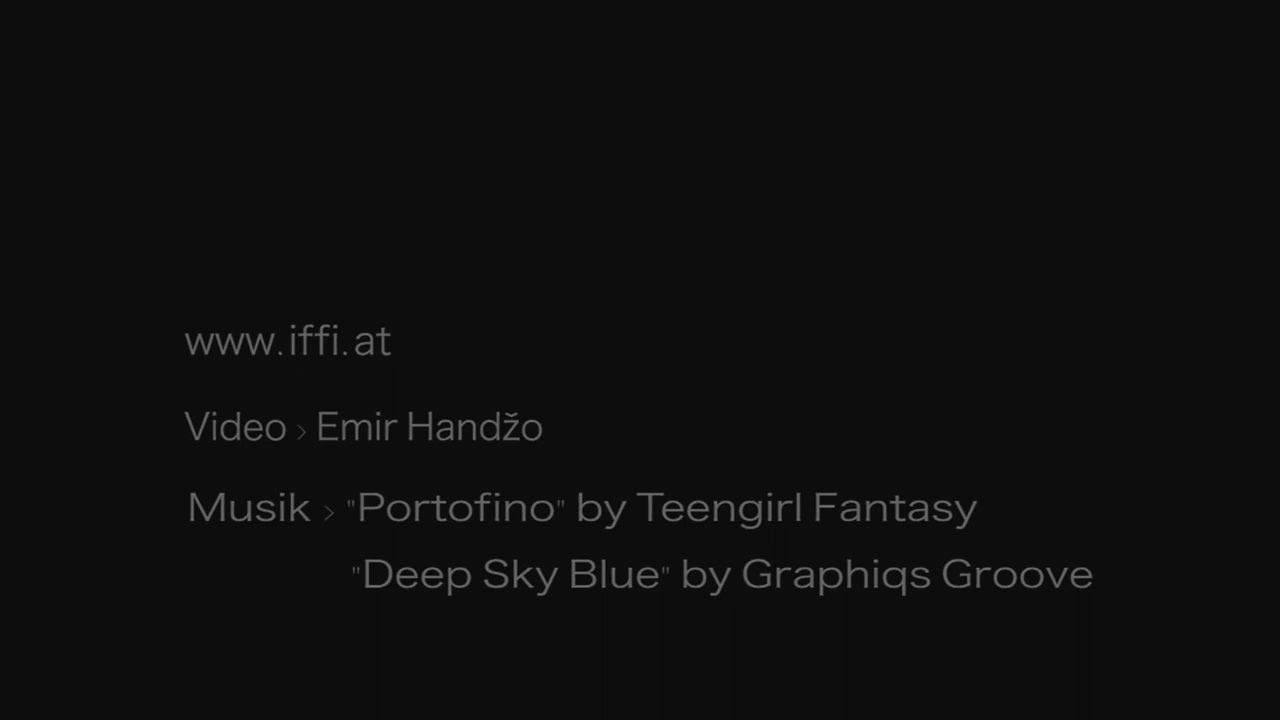 www.iffi.at
Video › Emir Handžo
Musik › "Portofino" by Teengirl Fantasy
"Deep Sky Blue" by Graphiqs Groove